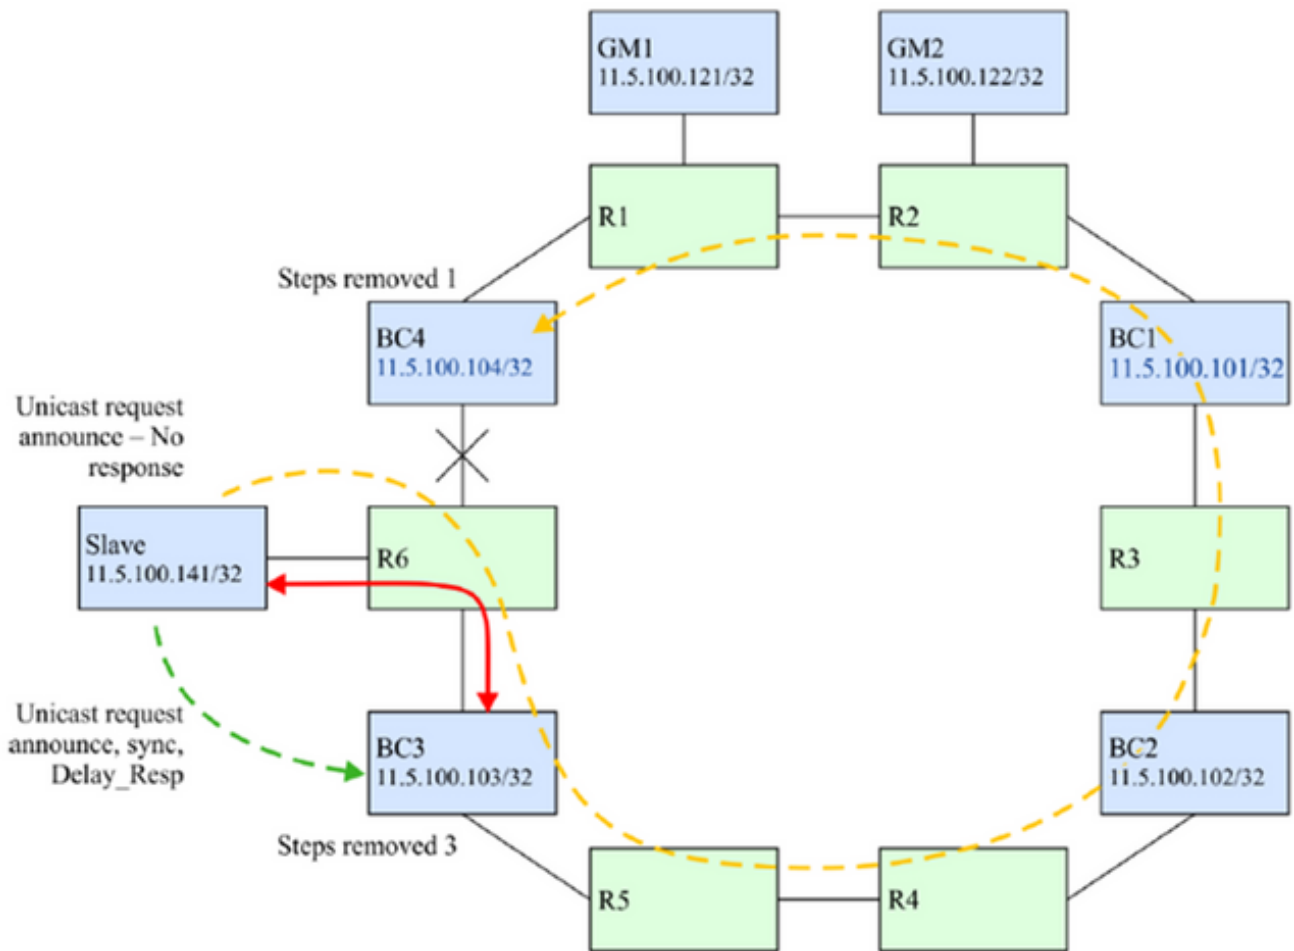 GM1
11.5.100.121/32
GM2
11.5.100.122/32
R1
R2
Steps removed 1
BC4
11.5.100.104/32
BC1
11.5.100.101/32
Unicast request
announce – No
response
Slave
11.5.100.141/32
R6
R3
Unicast request
announce, sync,
Delay_Resp
BC3
11.5.100.103/32
BC2
11.5.100.102/32
Steps removed 3
R5
R4